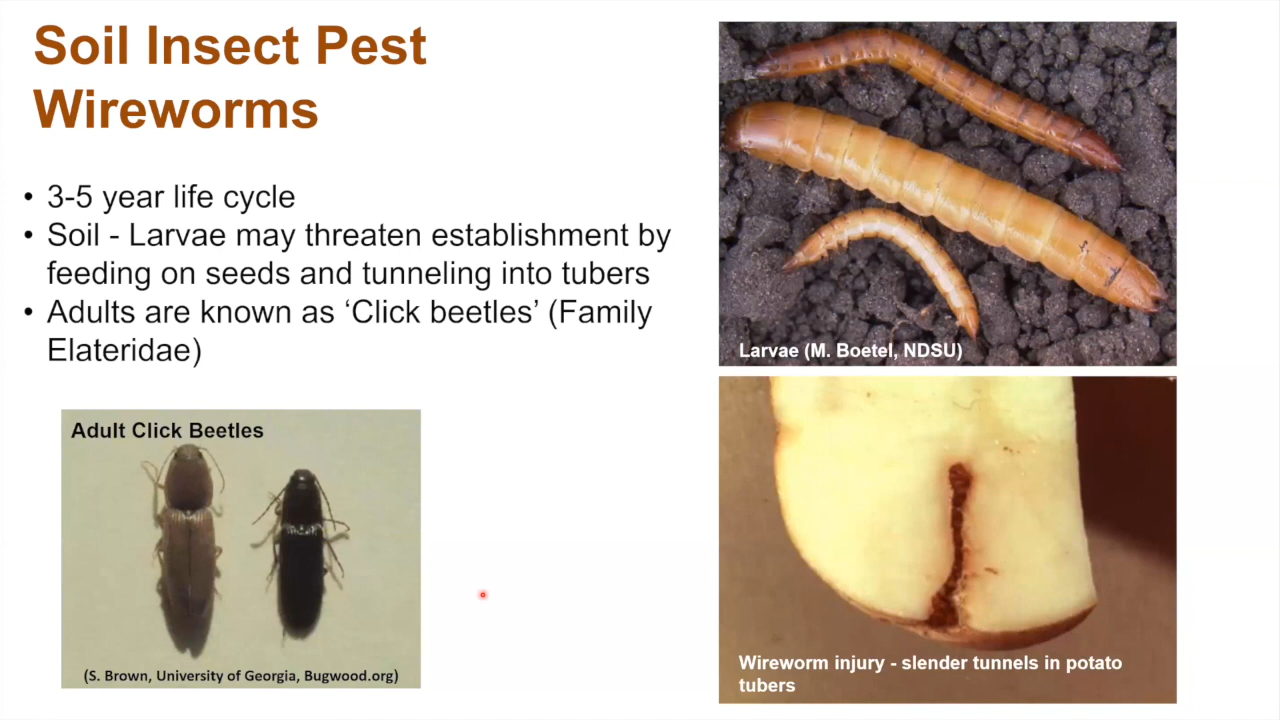 Soil Insect Pest
Wireworms
• 3-5 year life cycle
• Soil - Larvae may threaten establishment by
feeding on seeds and tunneling into tubers
• Adults are known as ‘Click beetles’ (Family
Elateridae)
Adult Click Beetles
(S. Brown, University of Georgia, Bugwood.org)
Larvae (M. Boetel, NDSU)
Wireworm injury - slender tunnels in potato
tubers